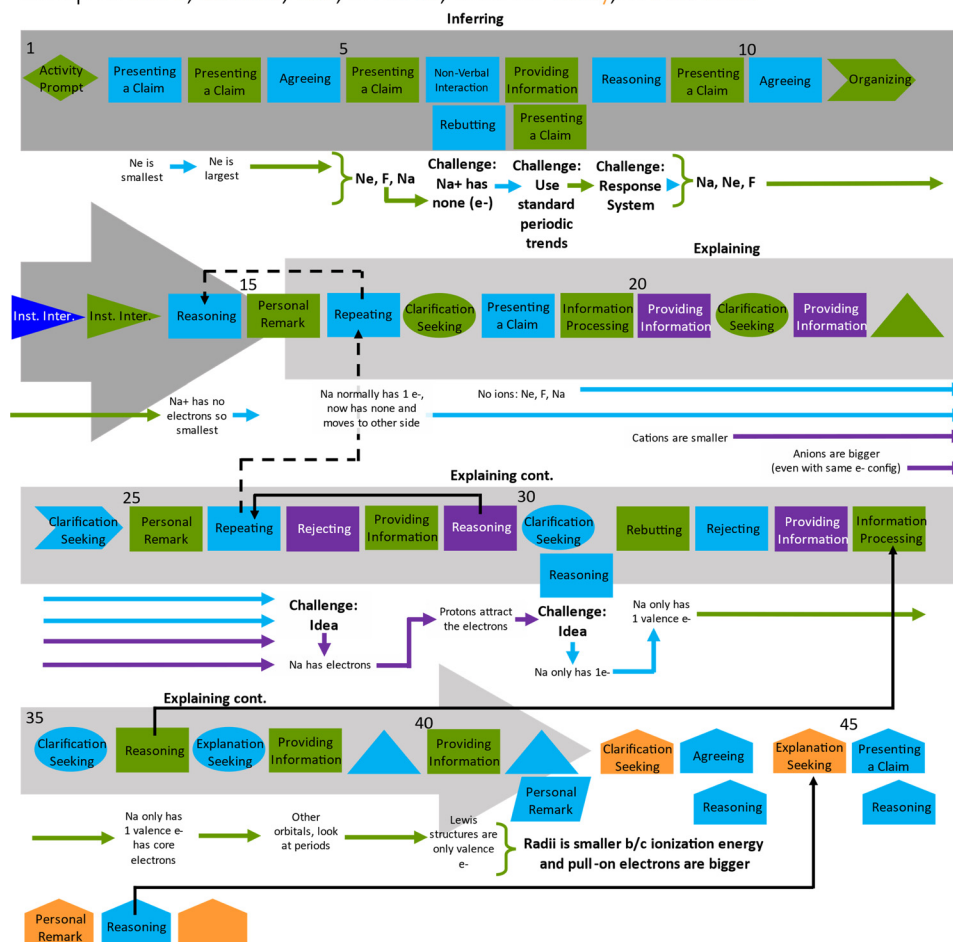 Inferring
1
5
10
Activity
Prompt
Presenting
a Claim
Presenting
a Claim
Agreeing
Presenting
a Claim
Non-Verbal
Interaction
Providing
Information
Reasoning
Presenting
a Claim
Agreeing
Organizing
Rebutting
Presenting
a Claim
Ne is
smallest
Ne is
largest
Ne, F, Na
Challenge:
Na+ has
none (e-)
Challenge:
Use
standard
periodic
trends
Challenge:
Response
System
Na, Ne, F
Explaining
15
20
Inst. Inter.
Inst. Inter.
Reasoning
Personal
Remark
Repeating
Clarification
Seeking
Presenting
a Claim
Information
Processing
Providing
Information
Clarification
Seeking
Providing
Information
Na+ has no
electrons so
smallest
Na normally has 1 e-,
now has none and
moves to other side
No ions: Ne, F, Na
Cations are smaller
Anions are bigger
(even with same e- config)
Explaining cont.
25
30
Clarification
Seeking
Personal
Remark
Repeating
Rejecting
Providing
Information
Reasoning
Clarification
Seeking
Rebutting
Rejecting
Providing
Information
Information
Processing
Reasoning
Challenge:
Idea
Na has electrons
Protons attract
the electrons
Challenge:
Idea
Na only has 1e-
Na only has
1 valence e-
Explaining cont.
35
40
45
Clarification
Seeking
Reasoning
Explanation
Seeking
Providing
Information
Providing
Information
Personal
Remark
Clarification
Seeking
Agreeing
Reasoning
Explanation
Seeking
Presenting
a Claim
Reasoning
Na only has
1 valence e-
has core
electrons
Other
orbitals, look
at periods
Lewis
structures are
only valence
e-
Radii is smaller b/c ionization energy
and pull-on electrons are bigger
Personal
Remark
Reasoning